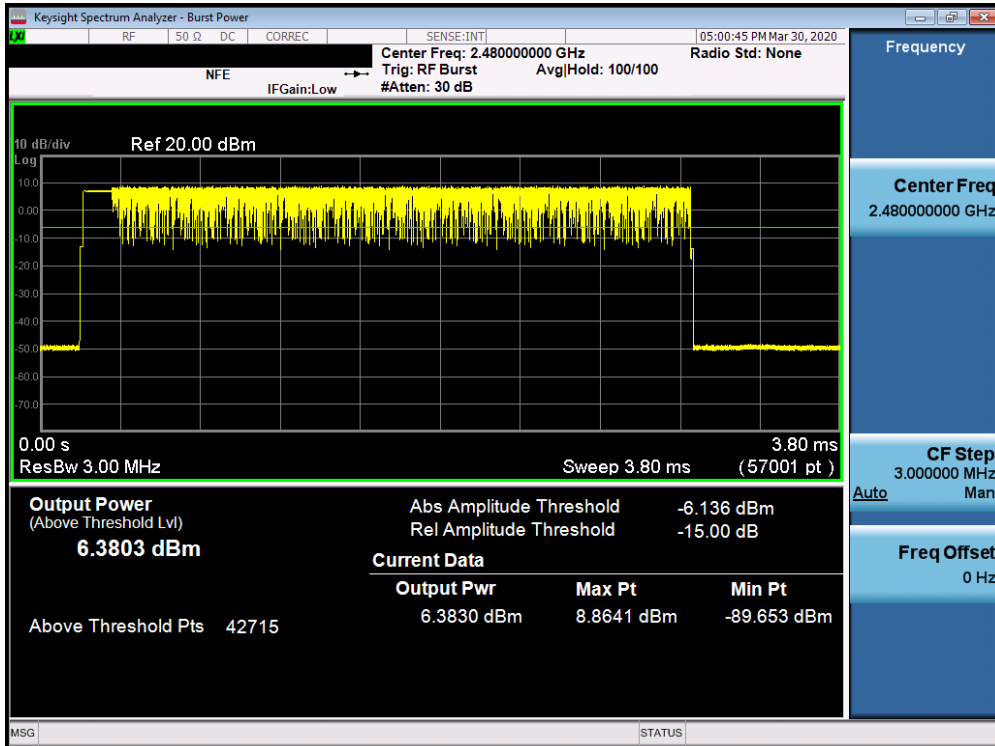 Keysight Spectrum Analyzer - Burst Power
LXI RF 50 Ω DC CORREC SENSE:INT 05:00:45 PM Mar 30, 2020
Center Freq: 2.480000000 GHz Radio Std: None
NFE Trig: RF Burst Avg|Hold: 100/100
IFGain:Low #Atten: 30 dB
10 dB/div Ref 20.00 dBm
Log
10.0
0.00
-10.0
-20.0
-30.0
-40.0
-50.0
-60.0
-70.0
0.00 s 3.80 ms
ResBw 3.00 MHz Sweep 3.80 ms (57001 pt)
Output Power
(Above Threshold Lvl)
6.3803 dBm
Above Threshold Pts 42715
Abs Amplitude Threshold -6.136 dBm
Rel Amplitude Threshold -15.00 dB
Current Data
Output Pwr Max Pt Min Pt
6.3830 dBm 8.8641 dBm -89.653 dBm
Frequency
Center Freq
2.480000000 GHz
CF Step
3.000000 MHz
Auto Man
Freq Offset
0 Hz
MSG STATUS